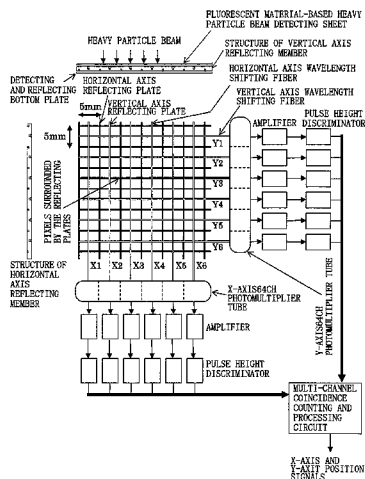 FLUORESCENT MATERIAL-BASED HEAVY
PARTICLE BEAM DETECTING SHEET
HEAVY PARTICLE BEAM
STRUCTURE OF VERTICAL AXIS
REFLECTING MEMBER
DETECTING
AND REFLECTING
BOTTOM PLATE
HORIZONTAL AXIS
REFLECTING PLATE
HORIZONTAL AXIS WAVELENGTH
SHIFTING FIBER
5mm
VERTICAL AXIS
REFLECTING PLATE
VERTICAL AXIS WAVELENGTH
SHIFTING FIBER
AMPLIFIER
PULSE HEIGHT
DISCRIMINATOR
5mm
Y1
Y2
Y3
Y4
Y5
Y6
PIXELS SURROUNDED
BY THE REFLECTING
PLATES
STRUCTURE OF
HORIZONTAL
AXIS
REFLECTING
MEMBER
X1 X2 X3 X4 X5 X6
X-AXIS64CH
PHOTOMULTIPLIER
TUBE
Y-AXIS64CH
PHOTOMULTIPLIER TUBE
AMPLIFIER
PULSE HEIGHT
DISCRIMINATOR
MULTI-CHANNEL
COINCIDENCE
COUNTING AND
PROCESSING
CIRCUIT
X-AXIS AND
Y-AXIT POSITION
SIGNALS